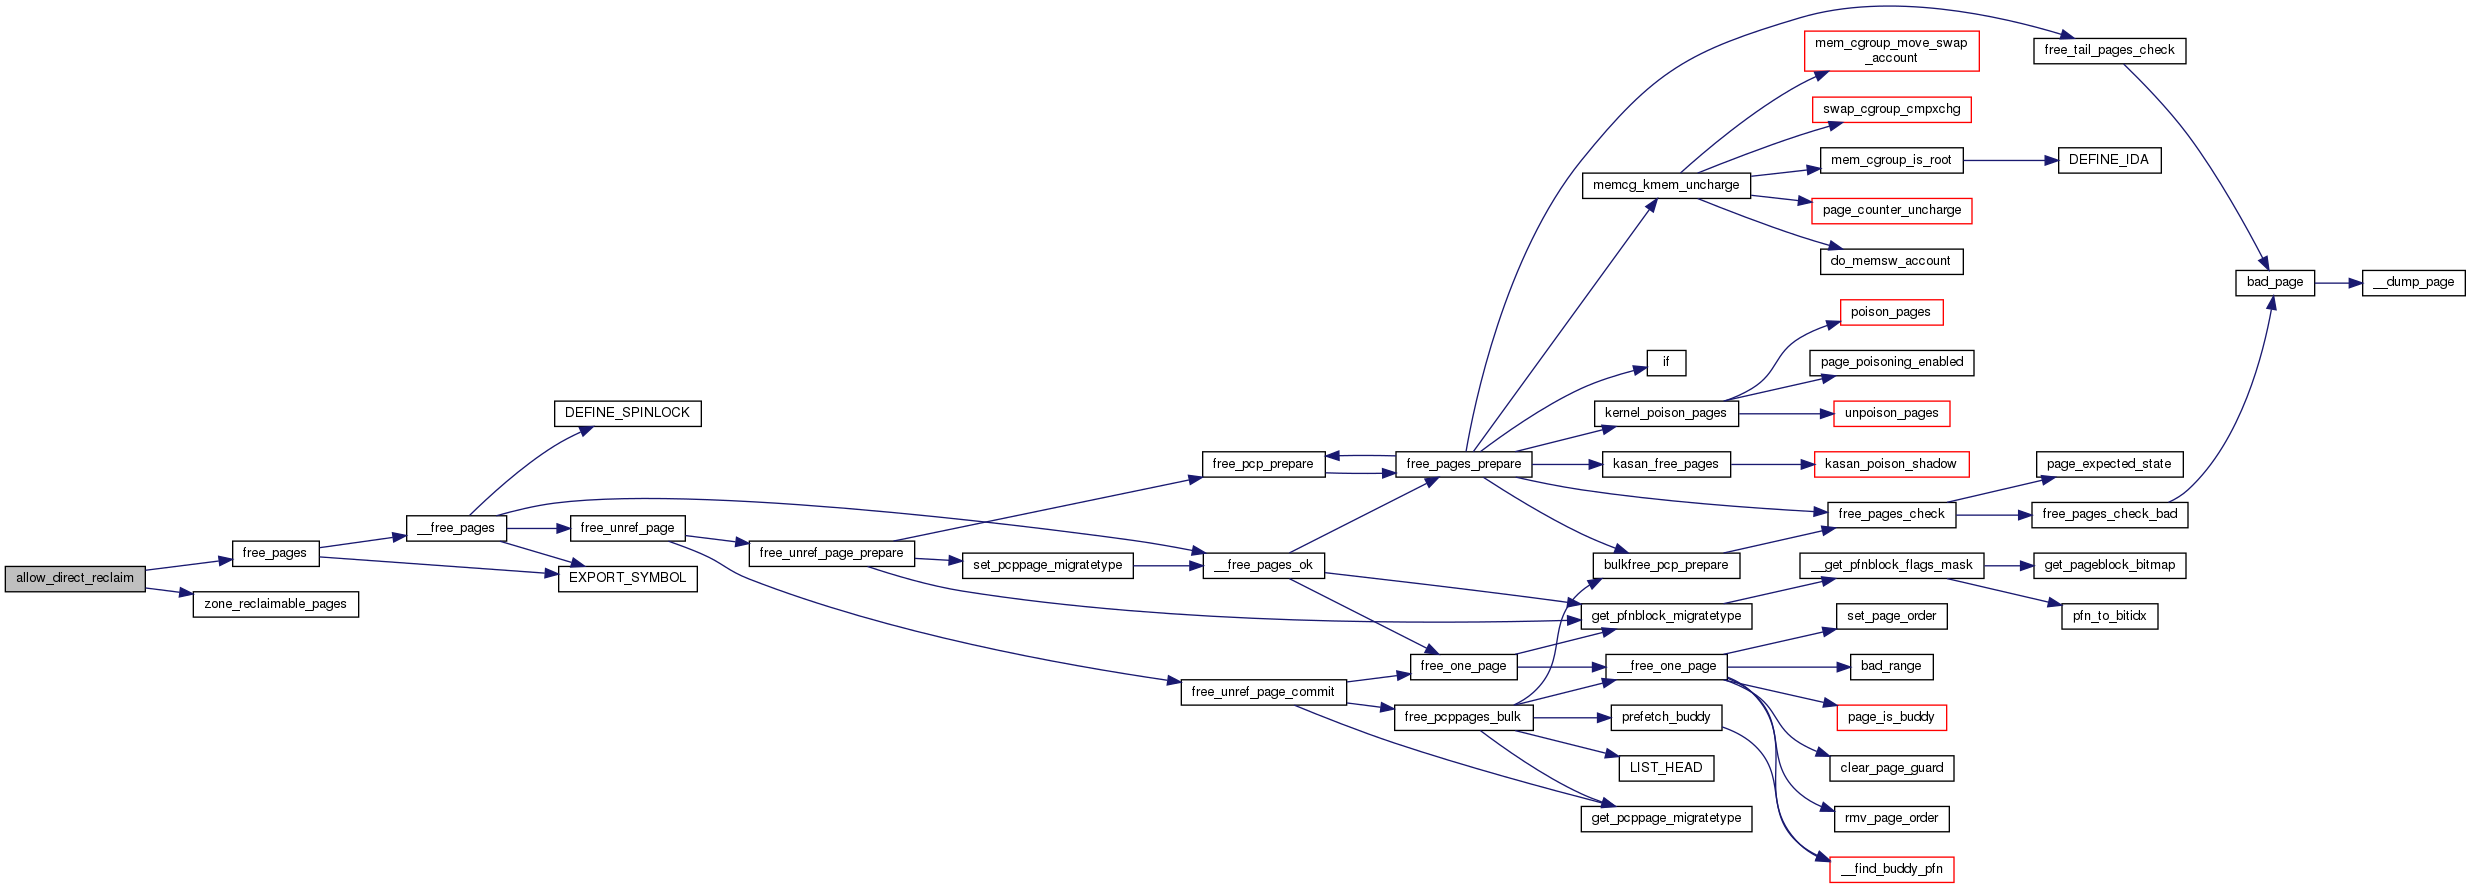 allow_direct_reclaim
free_pages
zone_reclaimable_pages
__free_pages
DEFINE_SPINLOCK
free_unref_page
EXPORT_SYMBOL
free_unref_page_prepare
set_pcppage_migratetype
free_pcp_prepare
__free_pages_ok
free_unref_page_commit
free_pages_prepare
free_one_page
free_pcppages_bulk
memcg_kmem_uncharge
if
kernel_poison_pages
kasan_free_pages
bulkfree_pcp_prepare
get_pfnblock_migratetype
__free_one_page
prefetch_buddy
LIST_HEAD
get_pcppage_migratetype
mem_cgroup_move_swap
_account
swap_cgroup_cmpxchg
mem_cgroup_is_root
page_counter_uncharge
do_memsw_account
poison_pages
page_poisoning_enabled
unpoison_pages
kasan_poison_shadow
free_pages_check
__get_pfnblock_flags_mask
set_page_order
bad_range
page_is_buddy
clear_page_guard
rmv_page_order
__find_buddy_pfn
free_tail_pages_check
DEFINE_IDA
page_expected_state
free_pages_check_bad
get_pageblock_bitmap
pfn_to_bitidx
bad_page
__dump_page